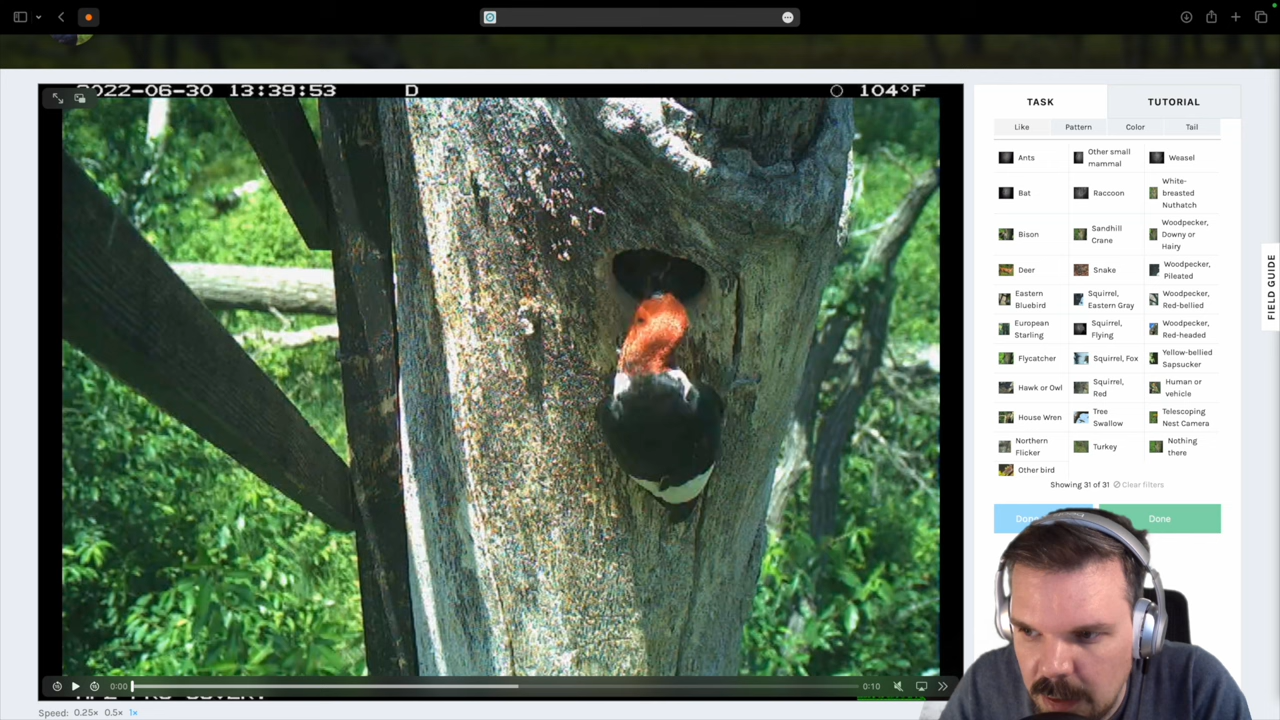 2022-06-30 13:39:53 D 104°F
TASK
TUTORIAL
Like
Pattern
Color
Tail
Ants
Other small
mammal
Weasel
Bat
Raccoon
White-
breasted
Nuthatch
Bison
Sandhill
Crane
Woodpecker,
Downy or
Hairy
Deer
Snake
Woodpecker,
Pileated
Eastern
Bluebird
Squirrel,
Eastern Gray
Woodpecker,
Red-bellied
European
Starling
Squirrel,
Flying
Woodpecker,
Red-headed
Flycatcher
Squirrel, Fox
Yellow-bellied
Sapsucker
Hawk or Owl
Squirrel,
Red
Human or
vehicle
House Wren
Tree
Swallow
Telescoping
Nest Camera
Northern
Flicker
Turkey
Nothing
there
Other bird
Showing 31 of 31
Clear filters
Done
FIELD GUIDE
0:00
0:10
Speed: 0.25× 0.5× 1×